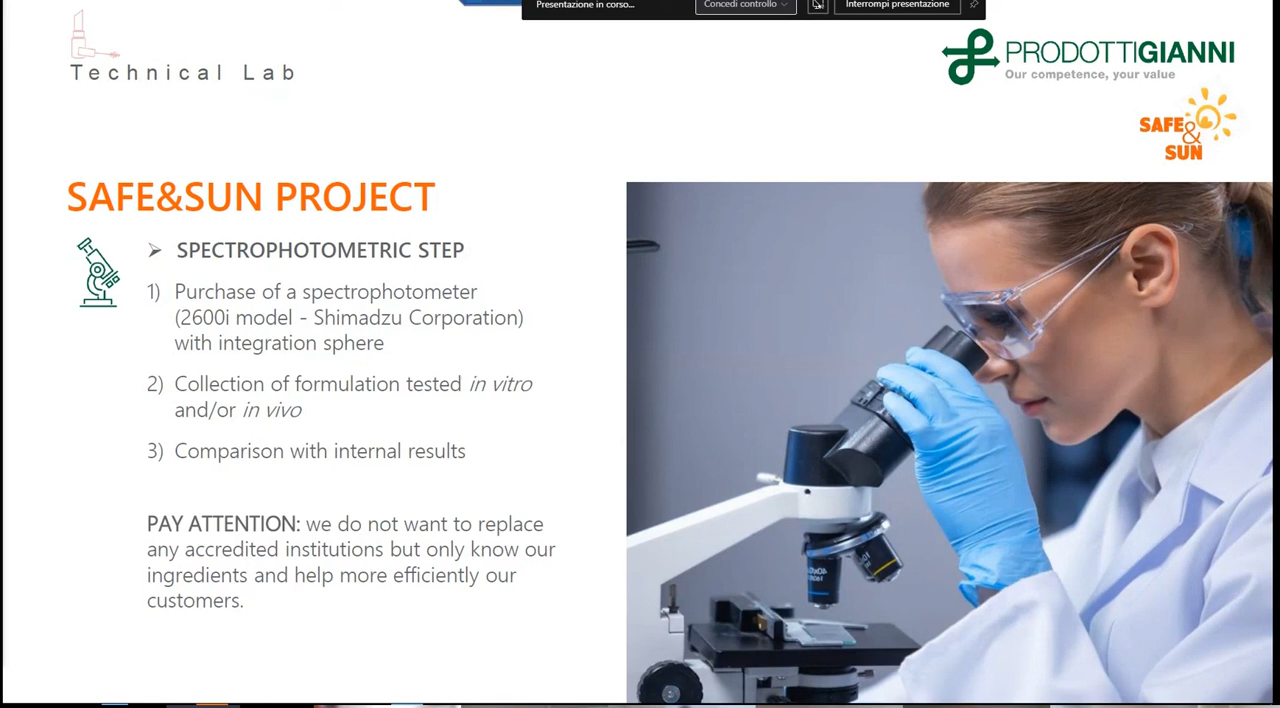 Presentazione in corso...
Concedi controllo
Interrompi presentazione
Technical Lab
PRODOTTIGIANNI
Our competence, your value
SAFE
&
SUN
SAFE&SUN PROJECT
➢ SPECTROPHOTOMETRIC STEP
1) Purchase of a spectrophotometer
(2600i model - Shimadzu Corporation)
with integration sphere
2) Collection of formulation tested in vitro
and/or in vivo
3) Comparison with internal results
PAY ATTENTION: we do not want to replace
any accredited institutions but only know our
ingredients and help more efficiently our
customers.